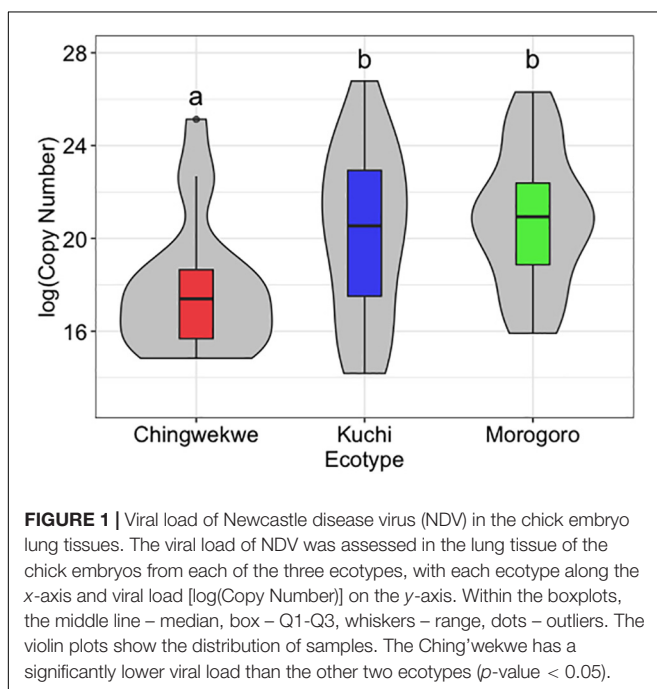 28
24
20
16
log(Copy Number)
a
b
b
Chingwekwe Kuchi Morogoro
Ecotype
FIGURE 1 | Viral load of Newcastle disease virus (NDV) in the chick embryo
lung tissues. The viral load of NDV was assessed in the lung tissue of the
chick embryos from each of the three ecotypes, with each ecotype along the
x-axis and viral load [log(Copy Number)] on the y-axis. Within the boxplots,
the middle line – median, box – Q1-Q3, whiskers – range, dots – outliers. The
violin plots show the distribution of samples. The Ching’wekwe has a
significantly lower viral load than the other two ecotypes (p-value < 0.05).